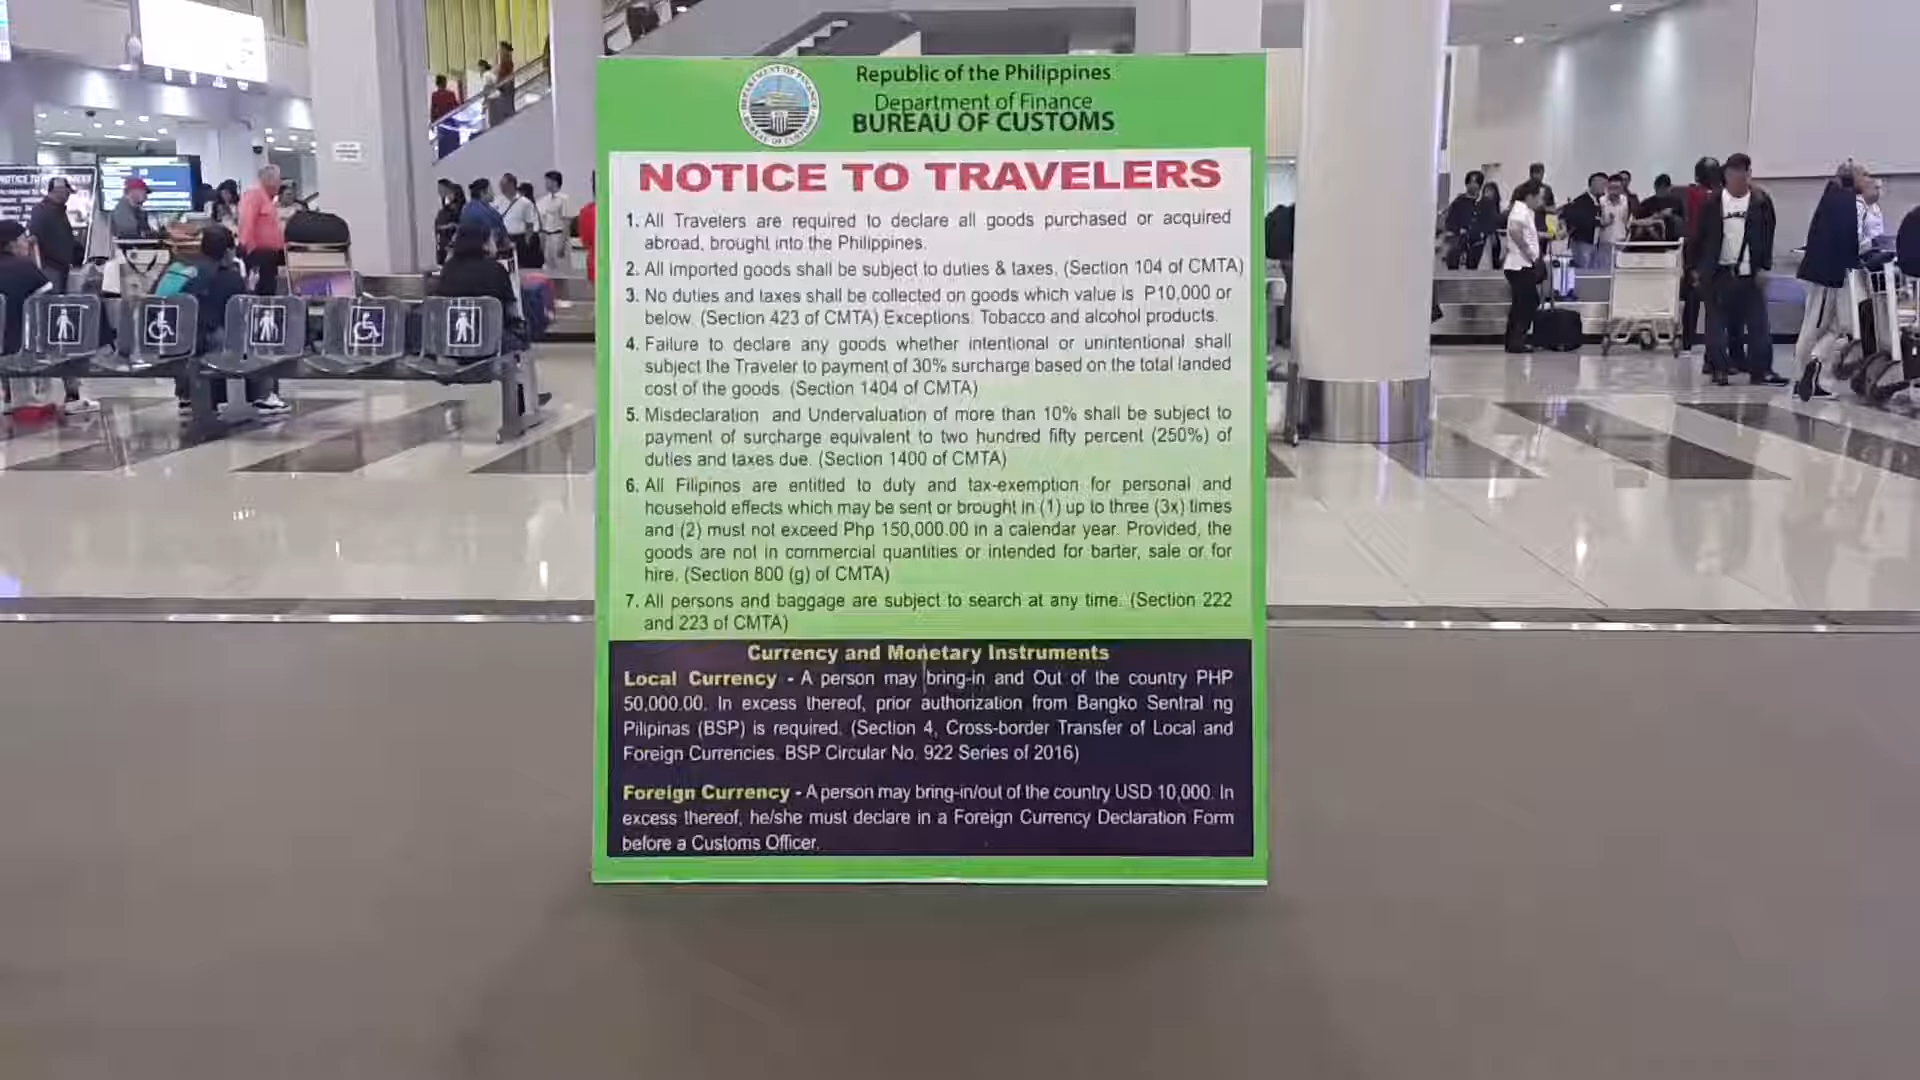 Republic of the Philippines
Department of Finance
BUREAU OF CUSTOMS
NOTICE TO TRAVELERS
1. All Travelers are required to declare all goods purchased or acquired
abroad, brought into the Philippines.
2. All imported goods shall be subject to duties & taxes. (Section 104 of CMTA)
3. No duties and taxes shall be collected on goods which value is P10,000 or
below. (Section 423 of CMTA) Exceptions: Tobacco and alcohol products.
4. Failure to declare any goods whether intentional or unintentional shall
subject the Traveler to payment of 30% surcharge based on the total landed
cost of the goods. (Section 1404 of CMTA)
5. Misdeclaration and Undervaluation of more than 10% shall be subject to
payment of surcharge equivalent to two hundred fifty percent (250%) of
duties and taxes due. (Section 1400 of CMTA)
6. All Filipinos are entitled to duty and tax-exemption for personal and
household effects which may be sent or brought in (1) up to three (3x) times
and (2) must not exceed Php 150,000.00 in a calendar year. Provided, the
goods are not in commercial quantities or intended for barter, sale or for
hire. (Section 800 (g) of CMTA)
7. All persons and baggage are subject to search at any time. (Section 222
and 223 of CMTA)
Currency and Monetary Instruments
Local Currency - A person may bring-in and Out of the country PHP
50,000.00. In excess thereof, prior authorization from Bangko Sentral ng
Pilipinas (BSP) is required. (Section 4, Cross-border Transfer of Local and
Foreign Currencies. BSP Circular No. 922 Series of 2016)
Foreign Currency - A person may bring-in/out of the country USD 10,000. In
excess thereof, he/she must declare in a Foreign Currency Declaration Form
before a Customs Officer.